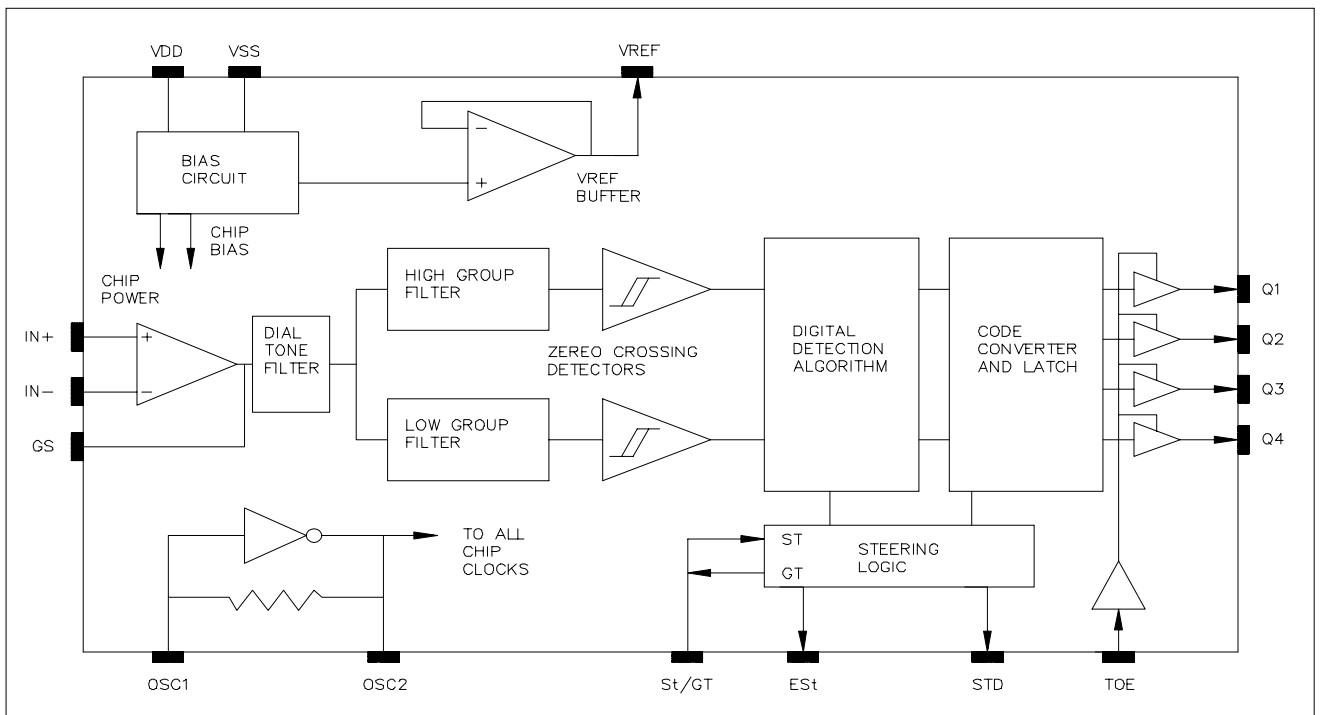 VDD
VSS
VREF
BIAS
CIRCUIT
−
+
VREF
BUFFER
CHIP
BIAS
CHIP
POWER
HIGH GROUP
FILTER
IN+
IN−
GS
+
−
DIAL
TONE
FILTER
ZEREO CROSSING
DETECTORS
LOW GROUP
FILTER
DIGITAL
DETECTION
ALGORITHM
CODE
CONVERTER
AND LATCH
Q1
Q2
Q3
Q4
TO ALL
CHIP
CLOCKS
ST
GT
STEERING
LOGIC
OSC1
OSC2
St/GT
ESt
STD
TOE